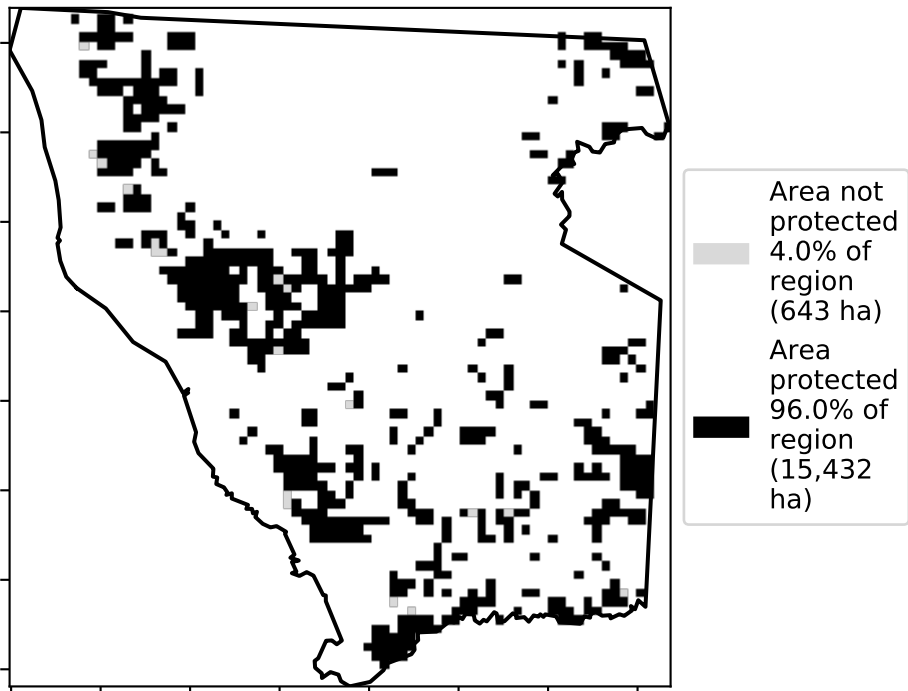 Area not
protected
4.0% of
region
(643 ha)
Area
protected
96.0% of
region
(15,432
ha)